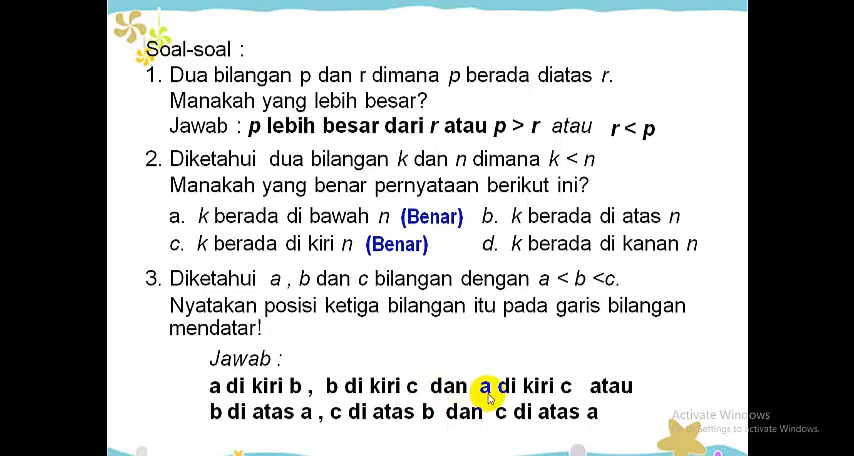 Soal-soal :
1. Dua bilangan p dan r dimana p berada diatas r.
Manakah yang lebih besar?
Jawab : p lebih besar dari r atau p > r atau r < p
2. Diketahui dua bilangan k dan n dimana k < n
Manakah yang benar pernyataan berikut ini?
a. k berada di bawah n (Benar) b. k berada di atas n
c. k berada di kiri n (Benar) d. k berada di kanan n
3. Diketahui a , b dan c bilangan dengan a < b <c.
Nyatakan posisi ketiga bilangan itu pada garis bilangan
mendatar!
Jawab :
a di kiri b , b di kiri c dan a di kiri c atau
b di atas a , c di atas b dan c di atas a
Activate Windows
Settings to activate Windows.